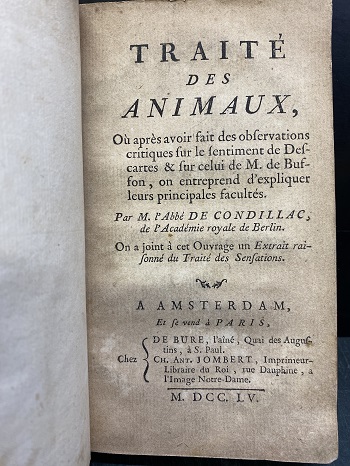 TRAITÉ
DES
ANIMAUX,
Où après avoir fait des obſervations
critiques ſur le ſentiment de Deſ-
cartes & ſur celui de M. de Buf-
fon, on entreprend d'expliquer
leurs principales facultés.
Par M. l'Abbé DE CONDILLAC,
de l'Académie royale de Berlin.
On a joint à cet Ouvrage un Extrait rai-
ſonné du Traité des Senſations.
A AMSTERDAM,
Et ſe vend à PARIS,
Chez
DE BURE, l'aîné, Quai des Auguſ-
tins, à S. Paul.
CH. ANT. JOMBERT, Imprimeur-
Libraire du Roi, rue Dauphine, a
l'Image Notre-Dame.
M. DCC. LV.